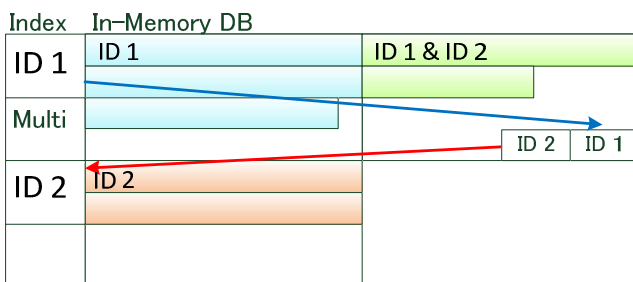 Index In-Memory DB
ID 1 ID 1 ID 1 & ID 2
Multi
ID 2 ID 1
ID 2 ID 2